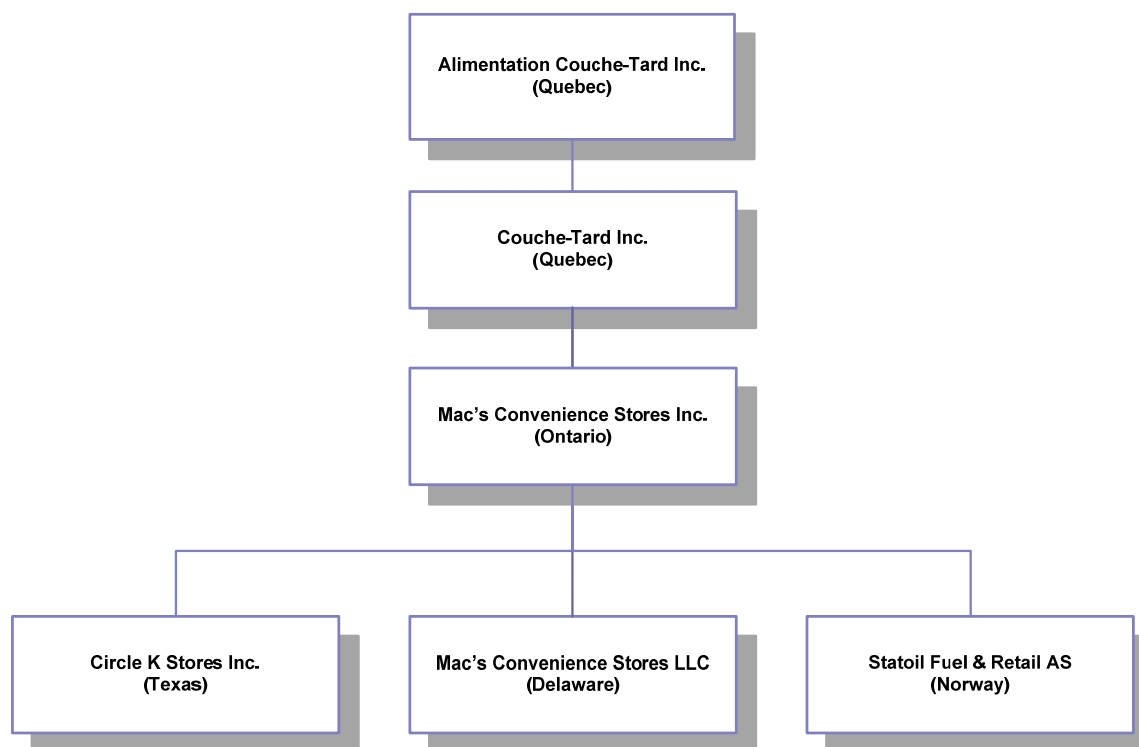 Alimentation Couche-Tard Inc.
(Quebec)
Couche-Tard Inc.
(Quebec)
Mac’s Convenience Stores Inc.
(Ontario)
Circle K Stores Inc.
(Texas)
Mac’s Convenience Stores LLC
(Delaware)
Statoil Fuel & Retail AS
(Norway)